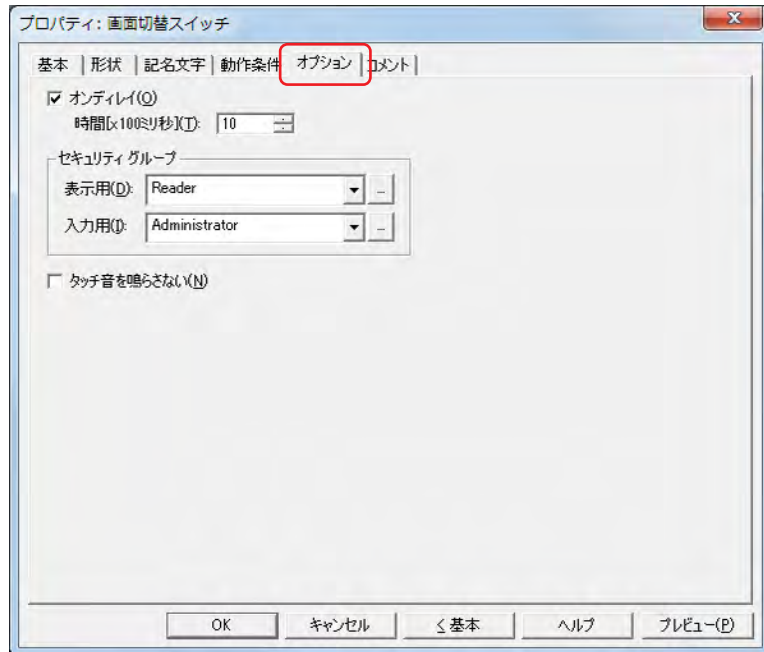 プロパティ: 画面切替スイッチ
基本 形状 記名文字 動作条件 オプション コメント
オンディレイ(O)
時間[x100ミリ秒](T): 10
セキュリティ グループ
表示用(D): Reader
入力用(I): Administrator
タッチ音を鳴らさない(N)
OK キャンセル < 基本 ヘルプ プレビュー(P)